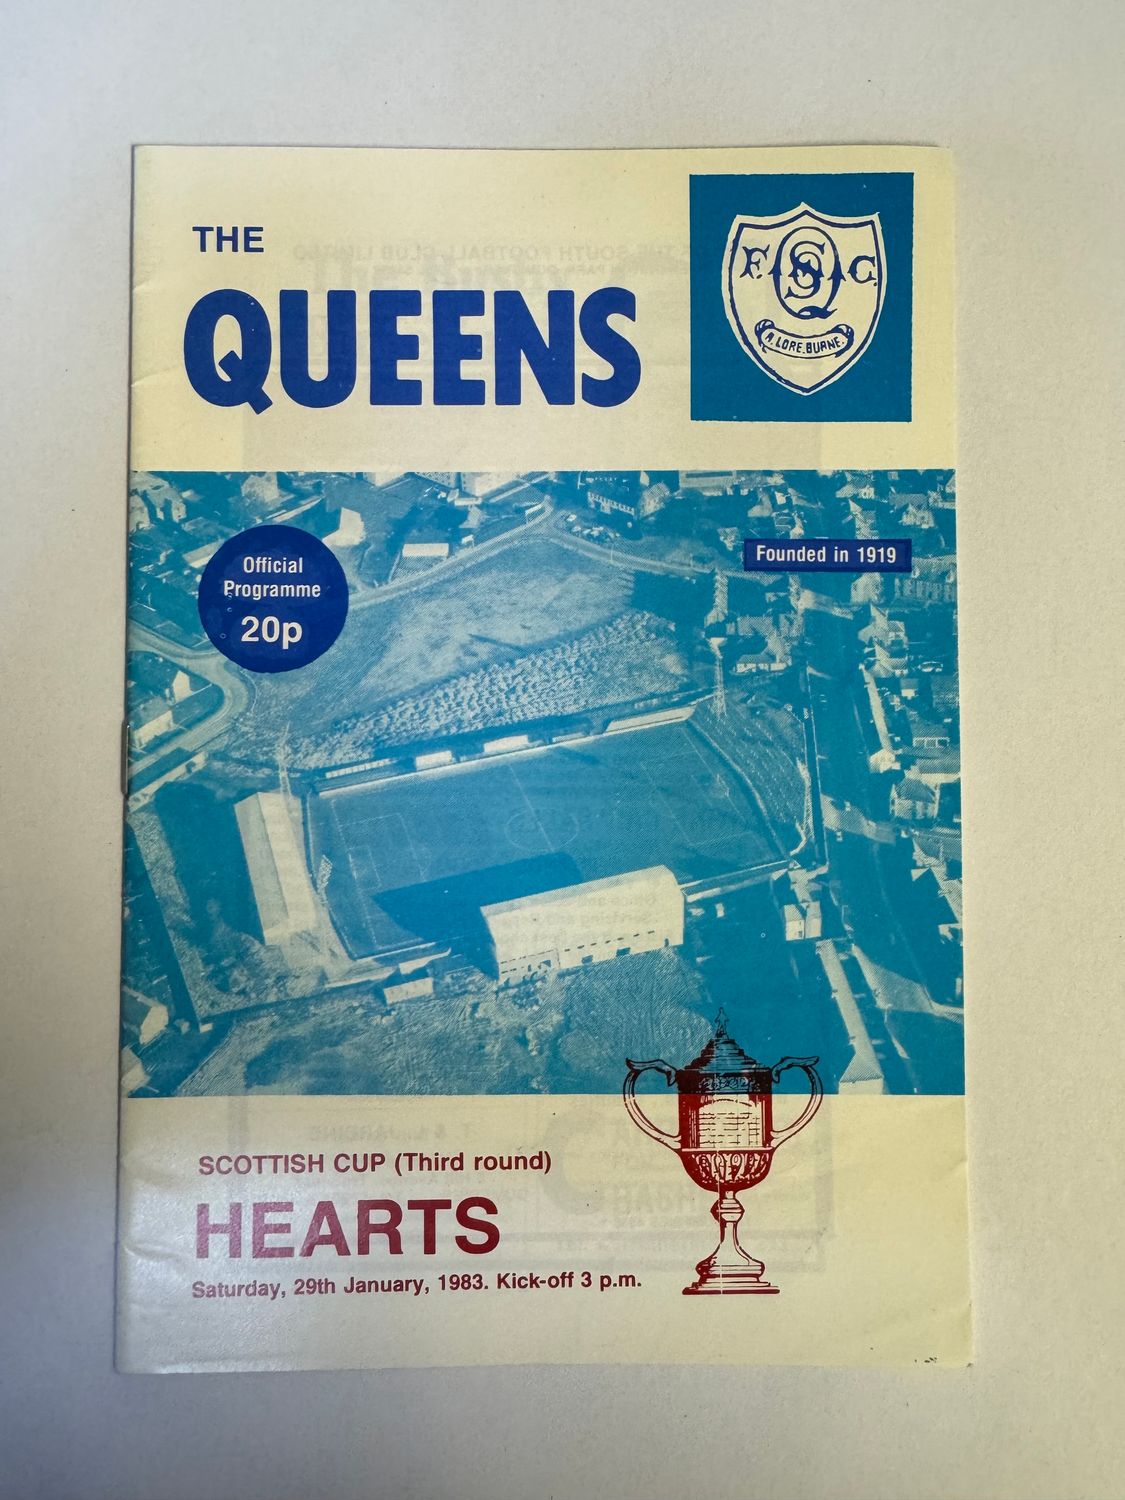 THE
QUEENS
F. C.
A. LORE. BURNE.
Official
Programme
20p
Founded in 1919
SCOTTISH CUP (Third round)
HEARTS
Saturday, 29th January, 1983. Kick-off 3 p.m.